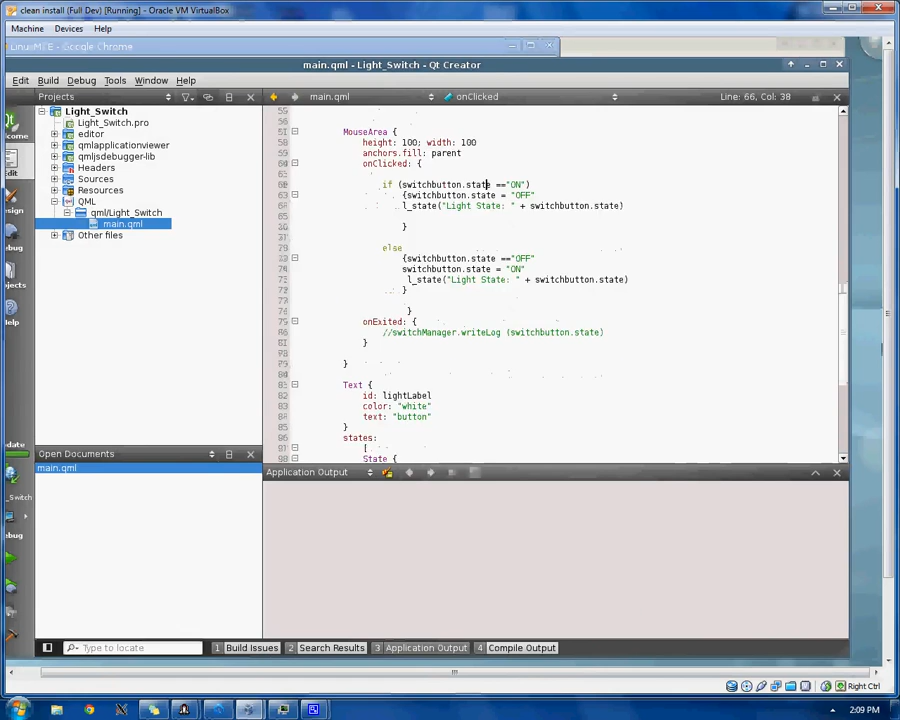 clean install (Full Dev) [Running] - Oracle VM VirtualBox
Machine Devices Help
- Google Chrome
main.qml - Light_Switch - Qt Creator
Edit Build Debug Tools Window Help
Projects
main.qml
onClicked
Line: 66, Col: 38
Light_Switch
Light_Switch.pro
editor
qmlapplicationviewer
qmljsdebugger-lib
Headers
Sources
Resources
QML
qml/Light_Switch
main.qml
Other files
MouseArea {
height: 100; width: 100
anchors.fill: parent
onClicked: {
if (switchbutton.state =="ON")
{switchbutton.state = "OFF"
l_state("Light State: " + switchbutton.state)
}
else
{switchbutton.state =="OFF"
switchbutton.state = "ON"
l_state("Light State: " + switchbutton.state)
}
}
onExited: {
//switchManager.writeLog (switchbutton.state)
}
}
Text {
id: lightLabel
color: "white"
text: "button"
}
states:
[
State {
Open Documents
main.qml
Application Output
Type to locate
1 Build Issues
2 Search Results
3 Application Output
4 Compile Output
Right Ctrl
2:09 PM